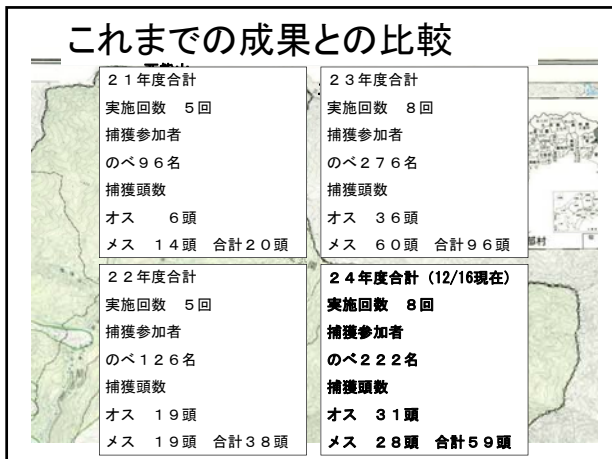 これまでの成果との比較
２１年度合計
実施回数　５回
捕獲参加者
のべ９６名
捕獲頭数
オス　　６頭
メス　１４頭　合計２０頭
２３年度合計
実施回数　８回
捕獲参加者
のべ２７６名
捕獲頭数
オス　３６頭
メス　６０頭　合計９６頭
２２年度合計
実施回数　５回
捕獲参加者
のべ１２６名
捕獲頭数
オス　１９頭
メス　１９頭　合計３８頭
２４年度合計（12/16現在）
実施回数　８回
捕獲参加者
のべ２２２名
捕獲頭数
オス　３１頭
メス　２８頭　合計５９頭